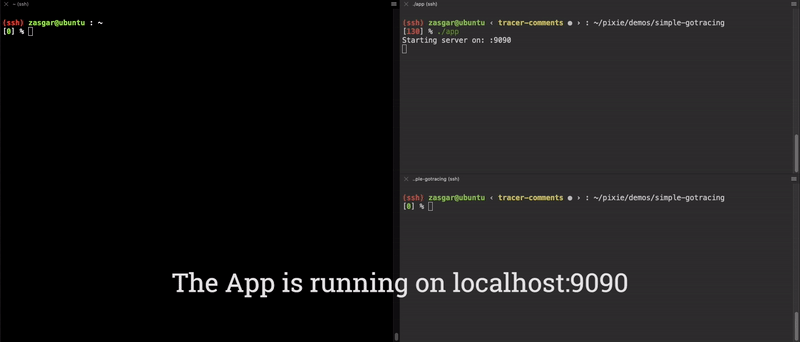 ~ (ssh)
(ssh) zasgar@ubuntu : ~
[0] %
./app (ssh)
(ssh) zasgar@ubuntu ‹ tracer-comments ● › : ~/pixie/demos/simple-gotracing
[130] % ./app
Starting server on: :9090
..ple-gotracing (ssh)
(ssh) zasgar@ubuntu ‹ tracer-comments ● › : ~/pixie/demos/simple-gotracing
[0] %
The App is running on localhost:9090